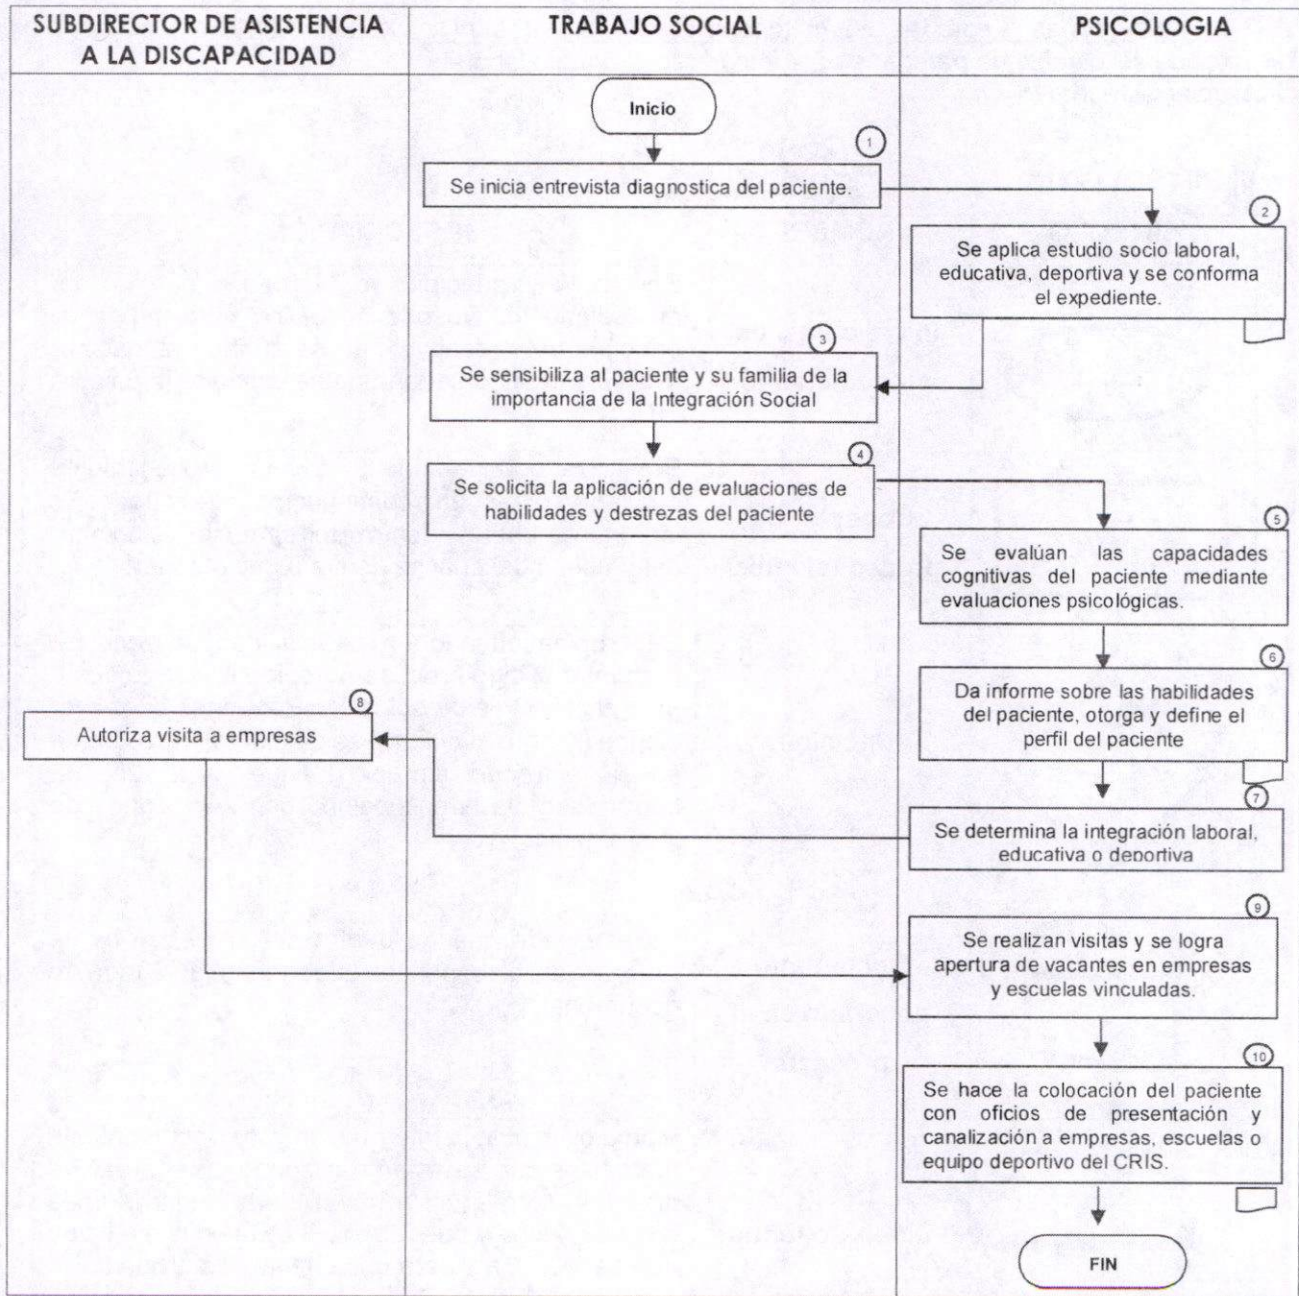 SUBDIRECTOR DE ASISTENCIA
A LA DISCAPACIDAD
TRABAJO SOCIAL
PSICOLOGIA
Inicio
1
Se inicia entrevista diagnostica del paciente.
2
Se aplica estudio socio laboral,
educativa, deportiva y se conforma
el expediente.
3
Se sensibiliza al paciente y su familia de la
importancia de la Integración Social
4
Se solicita la aplicación de evaluaciones de
habilidades y destrezas del paciente
5
Se evalúan las capacidades
cognitivas del paciente mediante
evaluaciones psicológicas.
6
Da informe sobre las habilidades
del paciente, otorga y define el
perfil del paciente
7
Se determina la integración laboral,
educativa o deportiva
8
Autoriza visita a empresas
9
Se realizan visitas y se logra
apertura de vacantes en empresas
y escuelas vinculadas.
10
Se hace la colocación del paciente
con oficios de presentación y
canalización a empresas, escuelas o
equipo deportivo del CRIS.
FIN